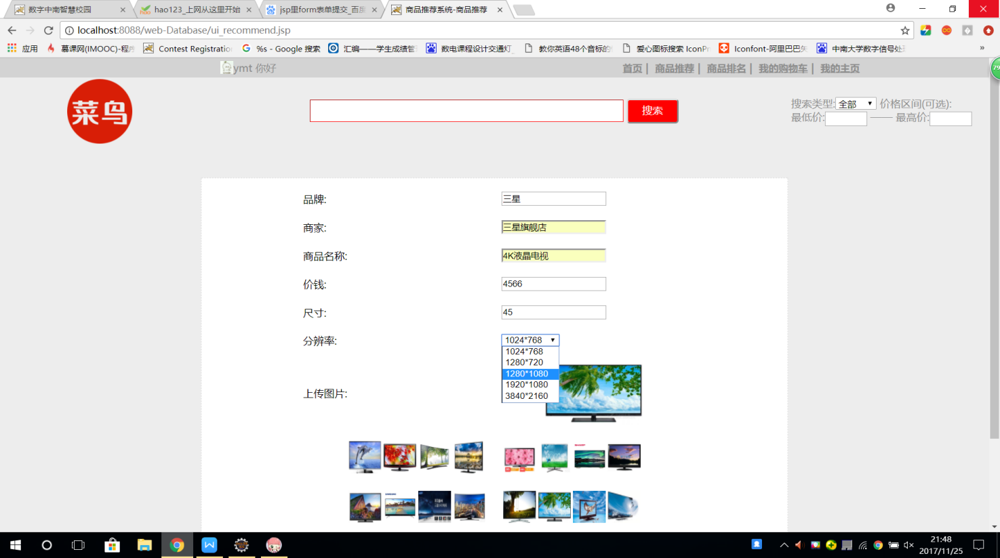 数字中南智慧校园
hao123_上网从这里开始
jsp里form表单提交_百度
商品推荐系统-商品推荐
localhost:8088/web-Database/ui_recommend.jsp
应用
慕课网(IMOOC)-程序
Contest Registration
%s - Google 搜索
汇编——学生成绩管
数电课程设计交通灯_
教你英语48个音标的
爱心图标搜索 IconPr
Iconfont-阿里巴巴矢
中南大学数字信号处
»
ymt 你好
首页 | 商品推荐 | 商品排名 | 我的购物车 | 我的主页
79
菜鸟
搜索
搜索类型:全部 价格区间(可选):
最低价: —— 最高价:
品牌: 三星
商家: 三星旗舰店
商品名称: 4K液晶电视
价钱: 4566
尺寸: 45
分辨率: 1024*768
1024*768
1280*720
1280*1080
1920*1080
3840*2160
上传图片:
21:48
2017/11/25